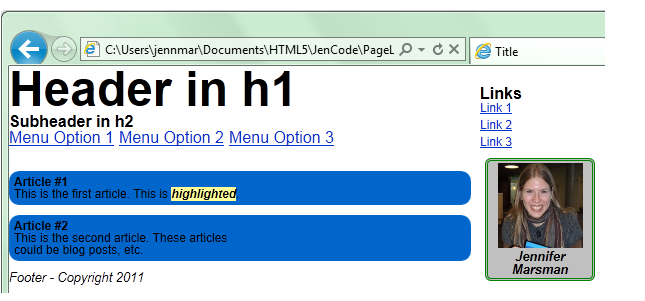 C:\Users\jennmar\Documents\HTML5\JenCode\PageL
Title
Header in h1
Subheader in h2
Menu Option 1 Menu Option 2 Menu Option 3
Article #1
This is the first article. This is highlighted
Article #2
This is the second article. These articles
could be blog posts, etc.
Footer - Copyright 2011
Links
Link 1
Link 2
Link 3
Jennifer
Marsman